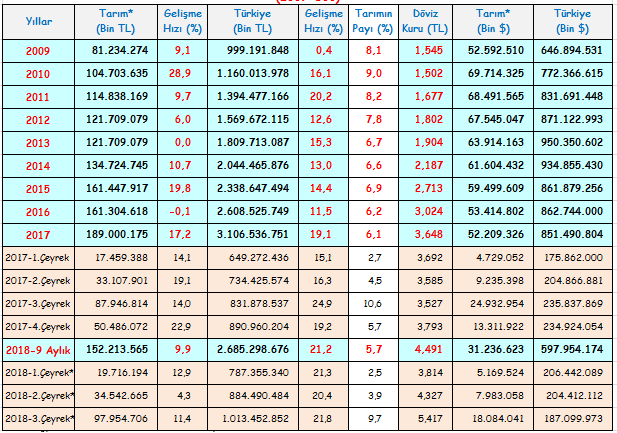 Yıllar Tarım* (Bin TL) Gelişme Hızı (%) Türkiye (Bin TL) Gelişme Hızı (%) Tarımın Payı (%) Döviz Kuru (TL) Tarım* (Bin $) Türkiye (Bin $)
2009 81.234.274 9,1 999.191.848 0,4 8,1 1,545 52.592.510 646.894.531
2010 104.703.635 28,9 1.160.013.978 16,1 9,0 1,502 69.714.325 772.366.615
2011 114.838.169 9,7 1.394.477.166 20,2 8,2 1,677 68.491.565 831.691.448
2012 121.709.079 6,0 1.569.672.115 12,6 7,8 1,802 67.545.047 871.122.993
2013 121.709.079 0,0 1.809.713.087 15,3 6,7 1,904 63.914.163 950.350.602
2014 134.724.745 10,7 2.044.465.876 13,0 6,6 2,187 61.604.432 934.855.430
2015 161.447.917 19,8 2.338.647.494 14,4 6,9 2,713 59.499.609 861.879.256
2016 161.304.618 -0,1 2.608.525.749 11,5 6,2 3,024 53.414.802 862.744.000
2017 189.000.175 17,2 3.106.536.751 19,1 6,1 3,648 52.209.326 851.490.804
2017-1.Çeyrek 17.459.388 14,1 649.272.436 15,1 2,7 3,692 4.729.052 175.862.000
2017-2.Çeyrek 33.107.901 19,1 734.425.574 16,3 4,5 3,585 9.235.398 204.866.881
2017-3.Çeyrek 87.946.814 14,0 831.878.537 24,9 10,6 3,527 24.932.954 235.837.869
2017-4.Çeyrek 50.486.072 22,9 890.960.204 19,2 5,7 3,793 13.311.922 234.924.054
2018-9 Aylık 152.213.565 9,9 2.685.298.676 21,2 5,7 4,491 31.236.623 597.954.174
2018-1.Çeyrek* 19.716.194 12,9 787.355.340 21,3 2,5 3,814 5.169.524 206.442.089
2018-2.Çeyrek* 34.542.665 4,3 884.490.484 20,4 3,9 4,327 7.983.058 204.412.112
2018-3.Çeyrek* 97.954.706 11,4 1.013.452.852 21,8 9,7 5,417 18.084.041 187.099.973